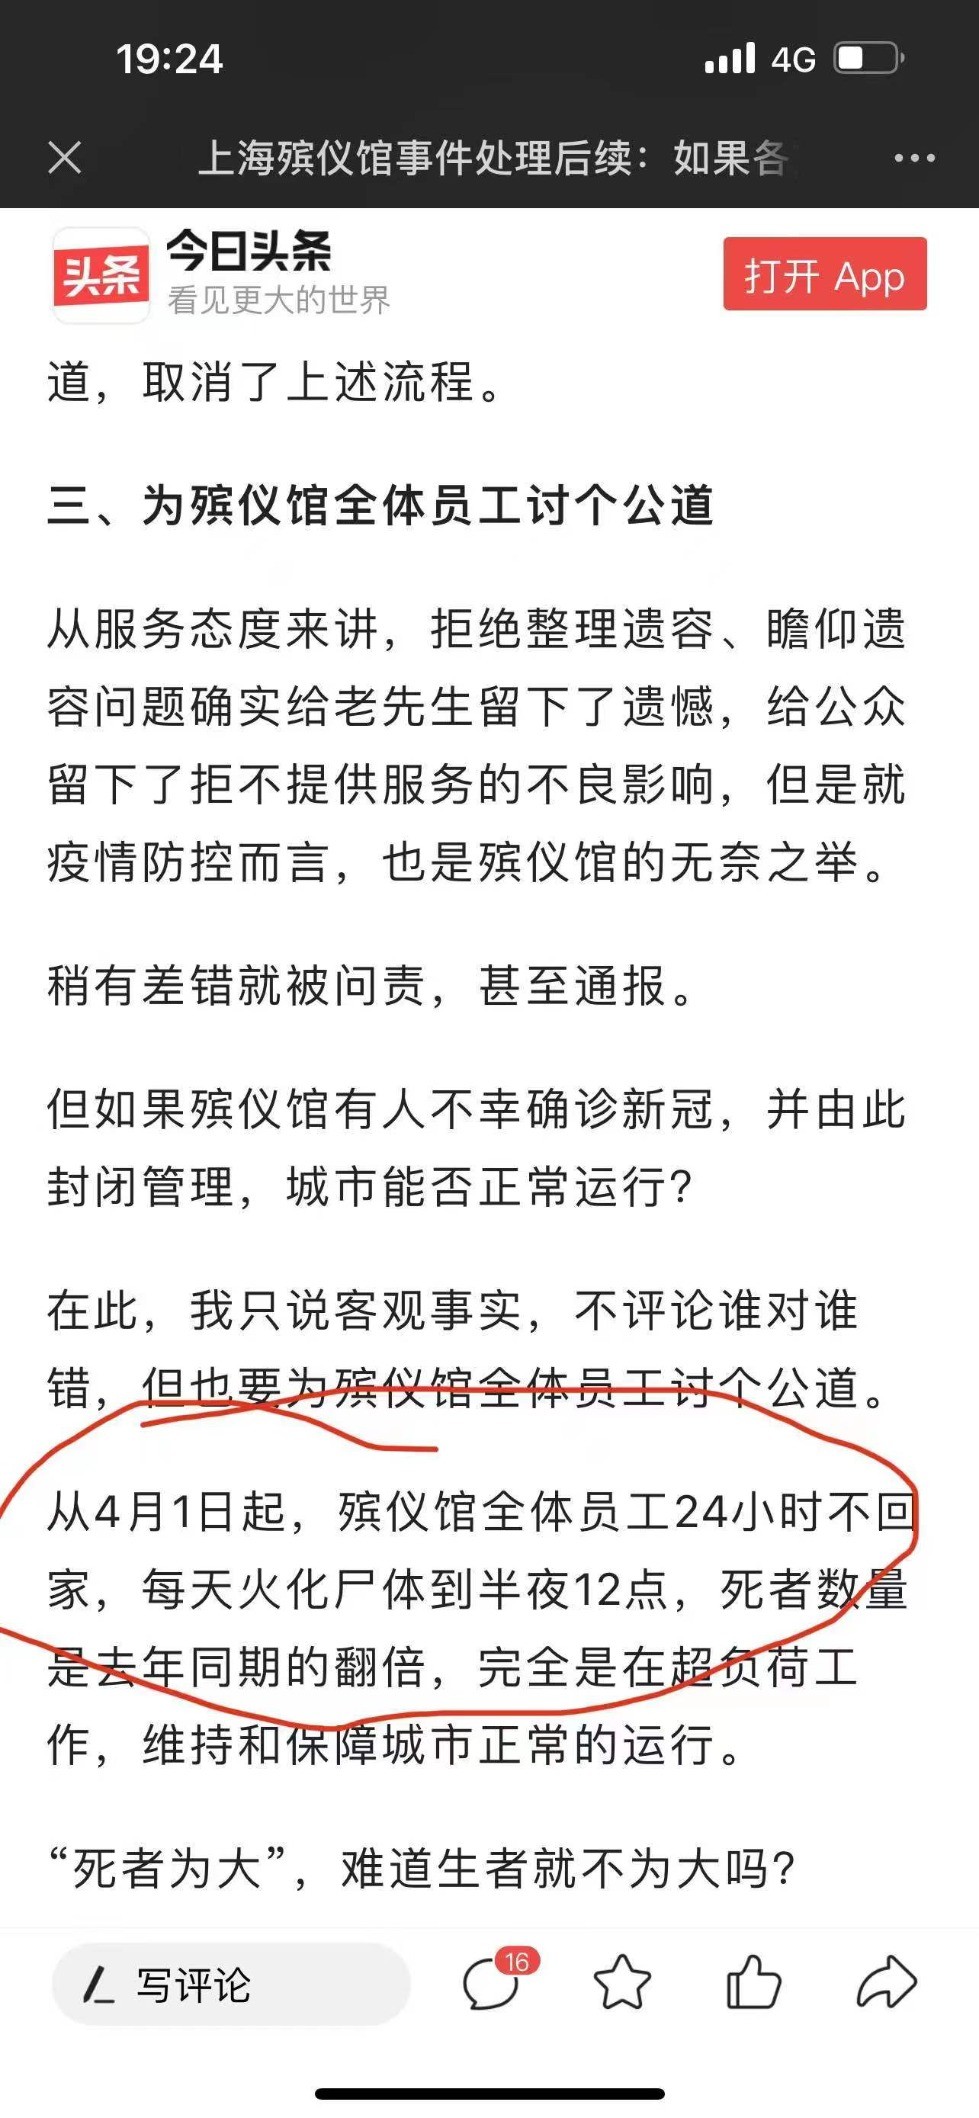 19:24
4G
上海殡仪馆事件处理后续：如果各
头条
今日头条
看见更大的世界
打开 App
道，取消了上述流程。
三、为殡仪馆全体员工讨个公道
从服务态度来讲，拒绝整理遗容、瞻仰遗
容问题确实给老先生留下了遗憾，给公众
留下了拒不提供服务的不良影响，但是就
疫情防控而言，也是殡仪馆的无奈之举。
稍有差错就被问责，甚至通报。
但如果殡仪馆有人不幸确诊新冠，并由此
封闭管理，城市能否正常运行？
在此，我只说客观事实，不评论谁对谁
错，但也要为殡仪馆全体员工讨个公道。
从4月1日起，殡仪馆全体员工24小时不回
家，每天火化尸体到半夜12点，死者数量
是去年同期的翻倍，完全是在超负荷工
作，维持和保障城市正常的运行。
“死者为大”，难道生者就不为大吗？
写评论
16